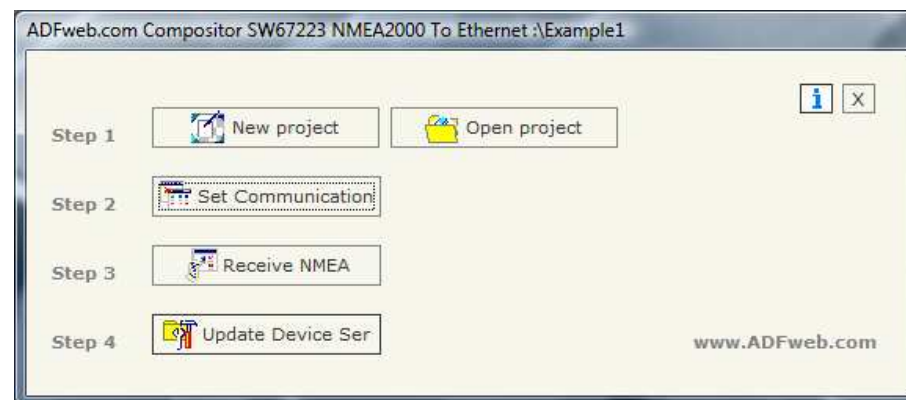 ADFweb.com Compositor SW67223 NMEA2000 To Ethernet :\Example1
i X
Step 1 New project Open project
Step 2 Set Communication
Step 3 Receive NMEA
Step 4 Update Device Ser
www.ADFweb.com